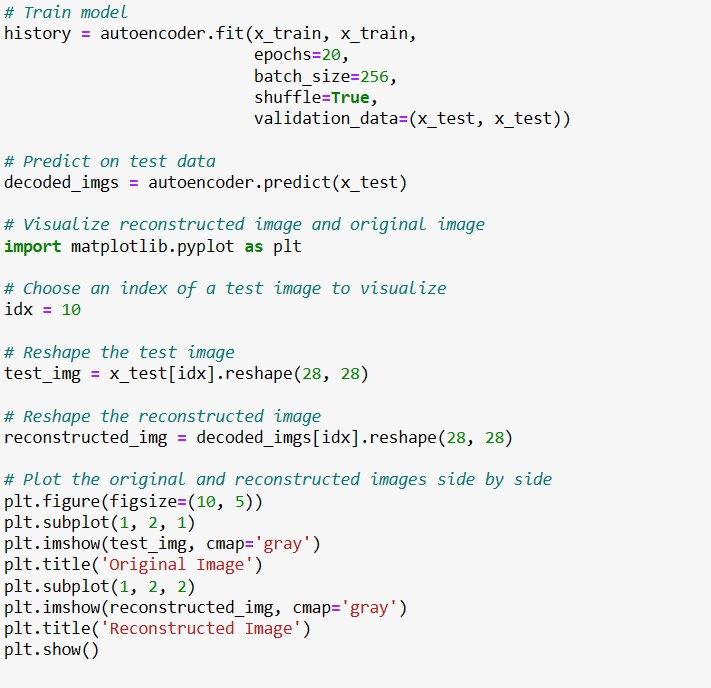 # Train model
history = autoencoder.fit(x_train, x_train,
                          epochs=20,
                          batch_size=256,
                          shuffle=True,
                          validation_data=(x_test, x_test))

# Predict on test data
decoded_imgs = autoencoder.predict(x_test)

# Visualize reconstructed image and original image
import matplotlib.pyplot as plt

# Choose an index of a test image to visualize
idx = 10

# Reshape the test image
test_img = x_test[idx].reshape(28, 28)

# Reshape the reconstructed image
reconstructed_img = decoded_imgs[idx].reshape(28, 28)

# Plot the original and reconstructed images side by side
plt.figure(figsize=(10, 5))
plt.subplot(1, 2, 1)
plt.imshow(test_img, cmap='gray')
plt.title('Original Image')
plt.subplot(1, 2, 2)
plt.imshow(reconstructed_img, cmap='gray')
plt.title('Reconstructed Image')
plt.show()